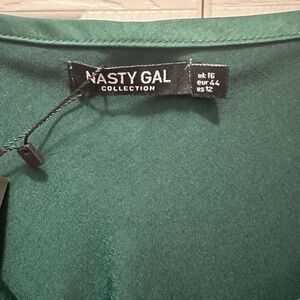 NASTY GAL
COLLECTION
uk 16
eur 44
us 12